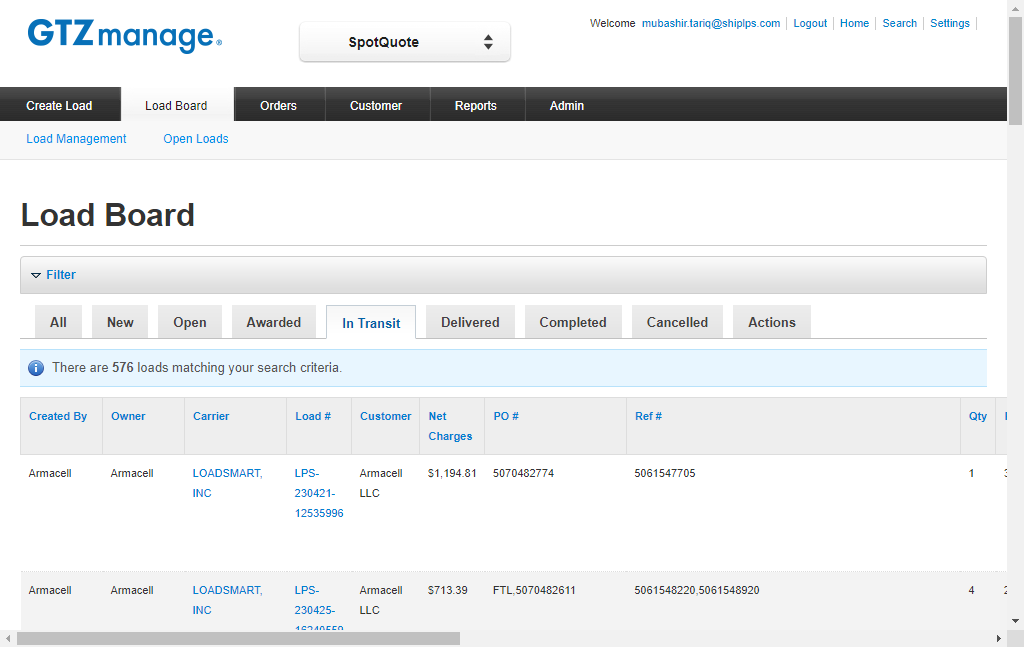 GTZmanage®
SpotQuote
Welcome mubashir.tariq@shiplps.com Logout Home Search Settings
Create Load Load Board Orders Customer Reports Admin
Load Management Open Loads
Load Board
Filter
All New Open Awarded In Transit Delivered Completed Cancelled Actions
There are 576 loads matching your search criteria.
Created By Owner Carrier Load # Customer Net Charges PO # Ref # Qty
Armacell Armacell LOADSMART, INC LPS-230421-12535996 Armacell LLC $1,194.81 5070482774 5061547705 1
Armacell Armacell LOADSMART, INC LPS-230425- Armacell LLC $713.39 FTL,5070482611 5061548220,5061548920 4